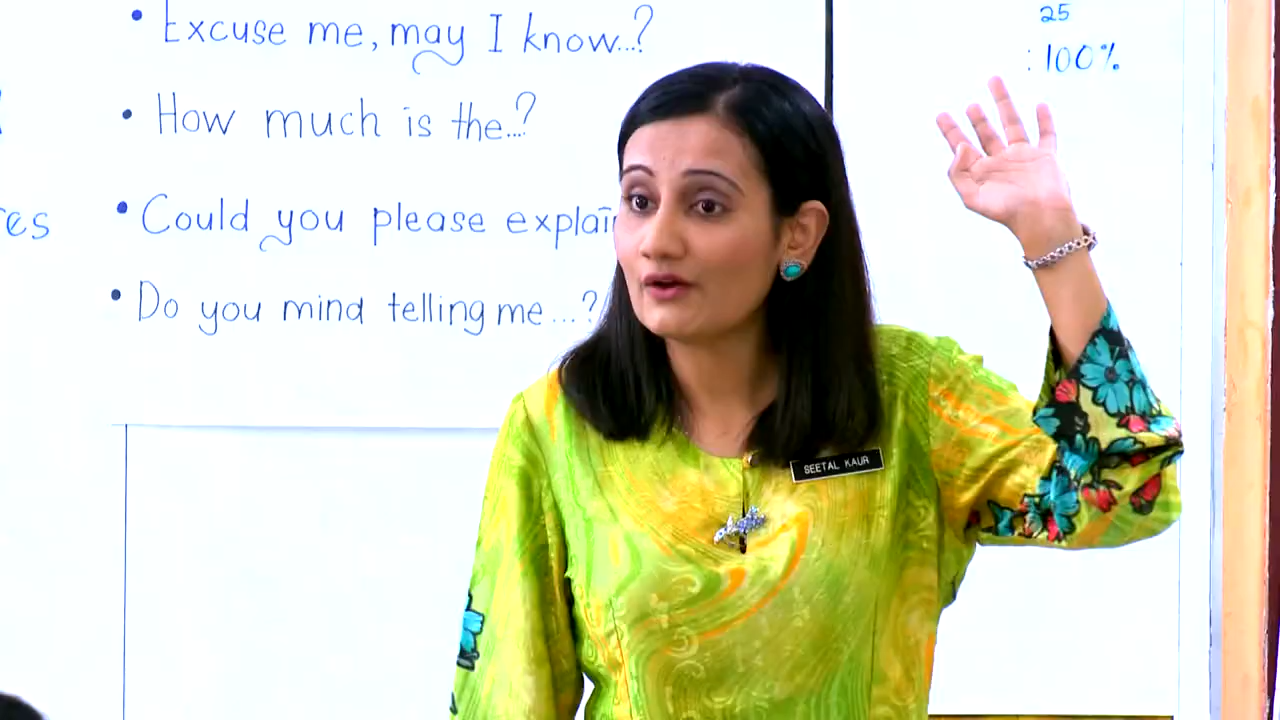 25
: 100%
• Excuse me, may I know...?
• How much is the...?
• Could you please explain
• Do you mind telling me ...?
res
SEETAL KAUR